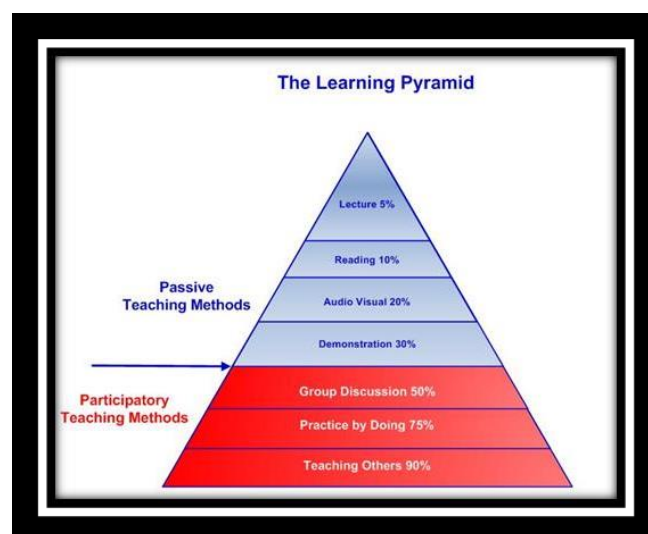 The Learning Pyramid
Lecture 5%
Reading 10%
Passive
Teaching Methods
Audio Visual 20%
Demonstration 30%
Participatory
Teaching Methods
Group Discussion 50%
Practice by Doing 75%
Teaching Others 90%